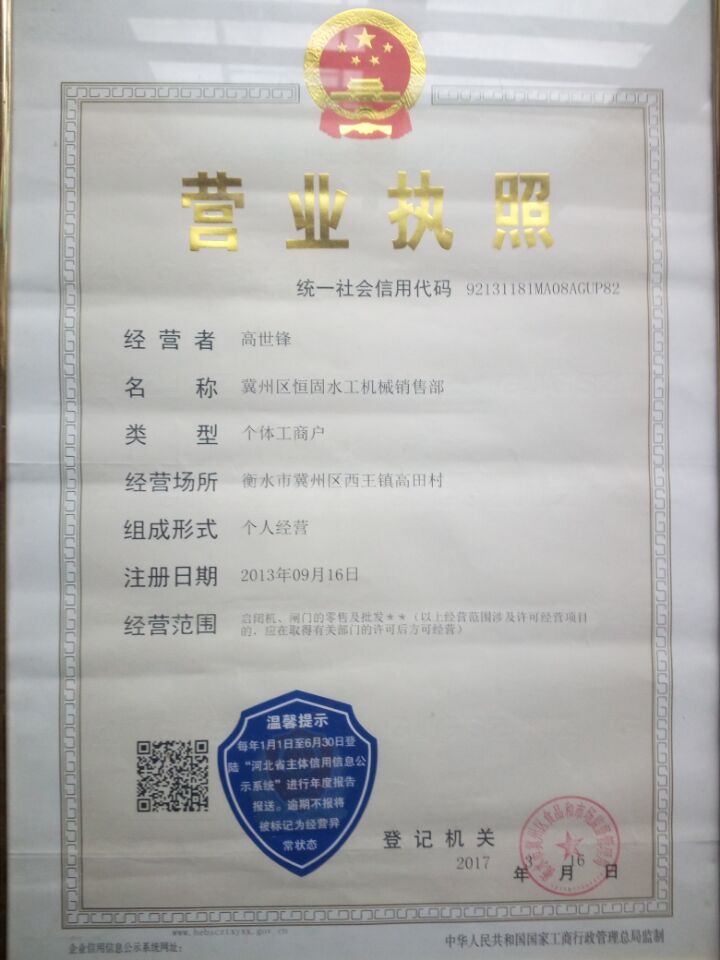 营业执照
统一社会信用代码 92131181MA08AGUP82
经营者 高世锋
名称 冀州区恒固水工机械销售部
类型 个体工商户
经营场所 衡水市冀州区西王镇高田村
组成形式 个人经营
注册日期 2013年09月16日
经营范围 启闭机、闸门的零售及批发★★（以上经营范围涉及许可经营项目
的，应在取得有关部门的许可后方可经营）
温馨提示
每年1月1日至6月30日登
陆“河北省主体信用信息公
示系统”进行年度报告
报送。逾期不报将
被标记为经营异
常状态
登记机关
2017年3月16日
企业信用信息公示系统网址：
中华人民共和国国家工商行政管理总局监制